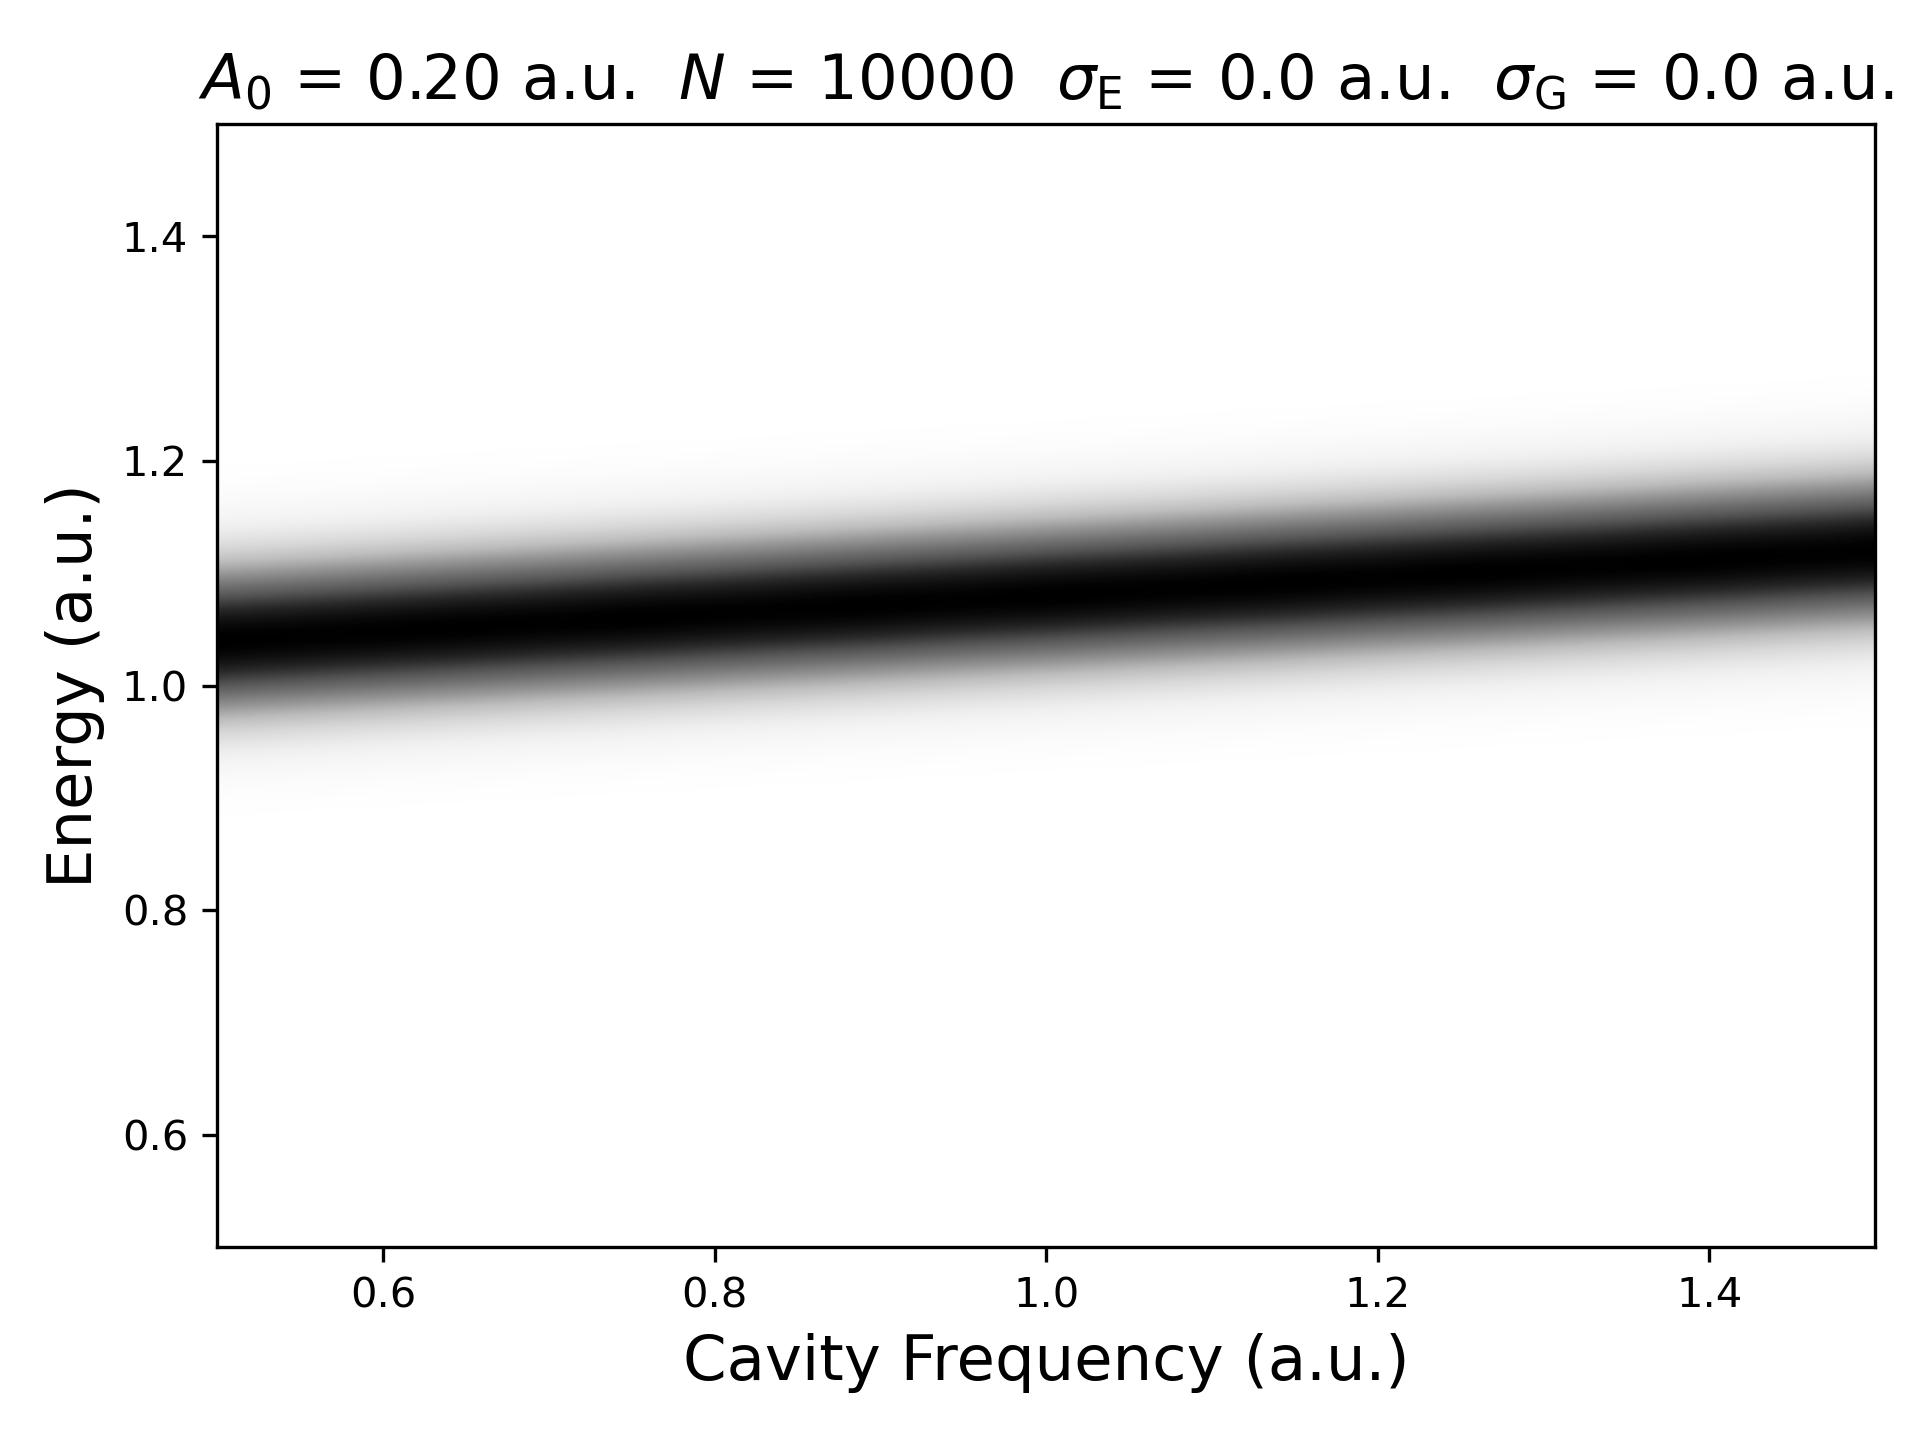 A₀ = 0.20 a.u. N = 10000 σE = 0.0 a.u. σG = 0.0 a.u.
Energy (a.u.)
1.4
1.2
1.0
0.8
0.6
0.6 0.8 1.0 1.2 1.4
Cavity Frequency (a.u.)